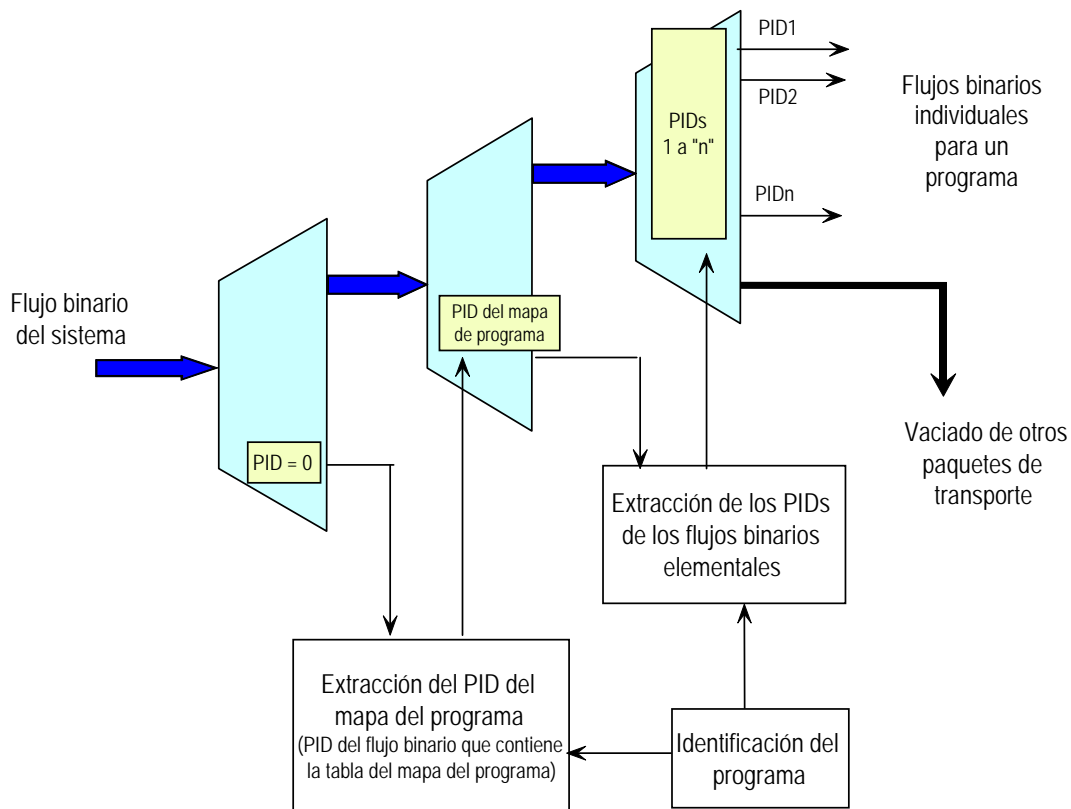 PID1
PID2
PIDs
1 a "n"
PIDn
Flujos binarios
individuales
para un
programa
Flujo binario
del sistema
PID del mapa
de programa
PID = 0
Vaciado de otros
paquetes de
transporte
Extracción de los PIDs
de los flujos binarios
elementales
Extracción del PID del
mapa del programa
(PID del flujo binario que contiene
la tabla del mapa del programa)
Identificación del
programa